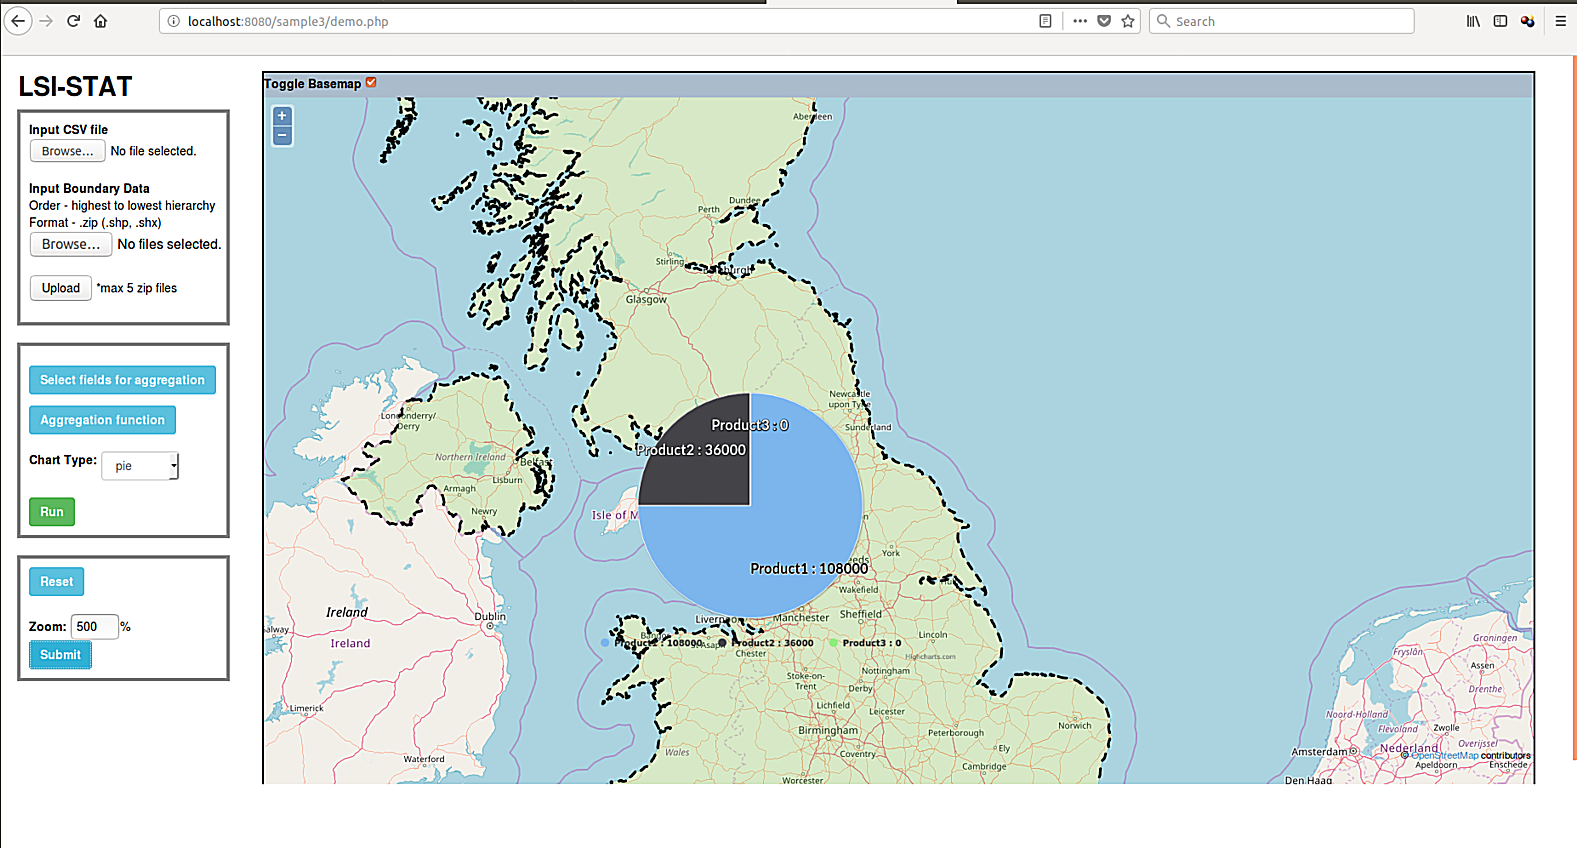 localhost:8080/sample3/demo.php
Search
LSI-STAT
Input CSV file
Browse... No file selected.
Input Boundary Data
Order - highest to lowest hierarchy
Format - .zip (.shp, .shx)
Browse... No files selected.
Upload *max 5 zip files
Select fields for aggregation
Aggregation function
Chart Type: pie
Run
Reset
Zoom: 500 %
Submit
Toggle Basemap
+
−
Aberdeen
Dundee
Perth
Stirling
Glasgow
Newcastle
upon Tyne
Sunderland
Londonderry/
Derry
Northern Ireland
Belfast
Lisburn
Armagh
Newry
Isle of M
Product3 : 0
Product2 : 36000
Product1 : 108000
York
Wakefield
Ireland
Ireland
Dublin
Liverpool
Manchester
Sheffield
Lincoln
Product1 : 108000 Product2 : 36000 Product3 : 0
Highcharts.com
St Asaph
Chester
Stoke-on-
Trent
Nottingham
Derby
Lichfield
Leicester
Birmingham
Coventry
Peterborough
Norwich
Ely
Cambridge
Worcester
Wales
Limerick
Waterford
Groningen
Fryslân
Assen
Drenthe
Noord-Holland
Flevoland
Zwolle
Overijssel
Amsterdam
Nederland
© OpenStreetMap contributors
Apeldoorn
Enschede
Den Haag